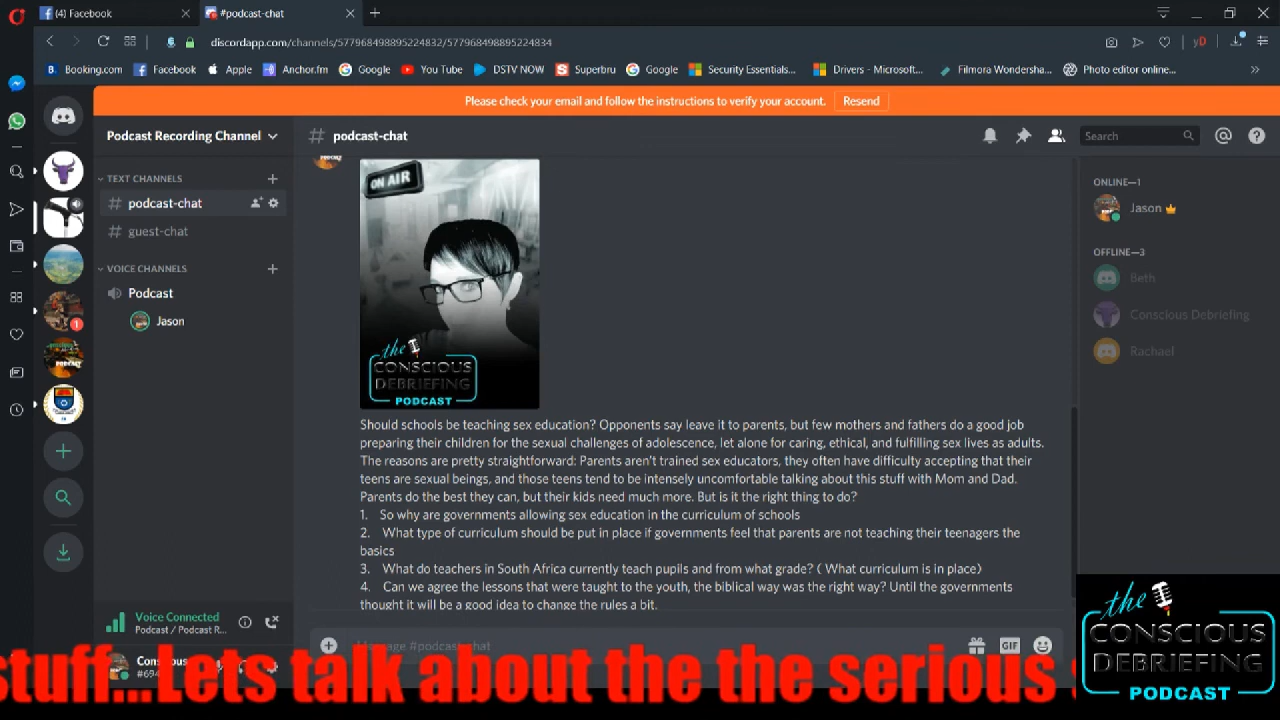 (4) Facebook
#podcast-chat
discordapp.com/channels/577968498895224832/577968498895224834
Booking.com
Facebook
Apple
Anchor.fm
Google
You Tube
DSTV NOW
Superbru
Google
Security Essentials...
Drivers - Microsoft...
Filmora Wondersha...
Photo editor online...
Please check your email and follow the instructions to verify your account.
Resend
Podcast Recording Channel
podcast-chat
Search
TEXT CHANNELS
podcast-chat
guest-chat
VOICE CHANNELS
Podcast
Jason
ONLINE—1
Jason
OFFLINE—3
Beth
Conscious Debriefing
Rachael
ON AIR
the
CONSCIOUS
DEBRIEFING
PODCAST
Should schools be teaching sex education? Opponents say leave it to parents, but few mothers and fathers do a good job
preparing their children for the sexual challenges of adolescence, let alone for caring, ethical, and fulfilling sex lives as adults.
The reasons are pretty straightforward: Parents aren't trained sex educators, they often have difficulty accepting that their
teens are sexual beings, and those teens tend to be intensely uncomfortable talking about this stuff with Mom and Dad.
Parents do the best they can, but their kids need much more. But is it the right thing to do?
1. So why are governments allowing sex education in the curriculum of schools
2. What type of curriculum should be put in place if governments feel that parents are not teaching their teenagers the
basics
3. What do teachers in South Africa currently teach pupils and from what grade? ( What curriculum is in place)
4. Can we agree the lessons that were taught to the youth, the biblical way was the right way? Until the governments
thought it will be a good idea to change the rules a bit.
Voice Connected
Podcast / Podcast R...
Message #podcast-chat
GIF
stuff...Lets talk about the the serious
the
CONSCIOUS
DEBRIEFING
PODCAST